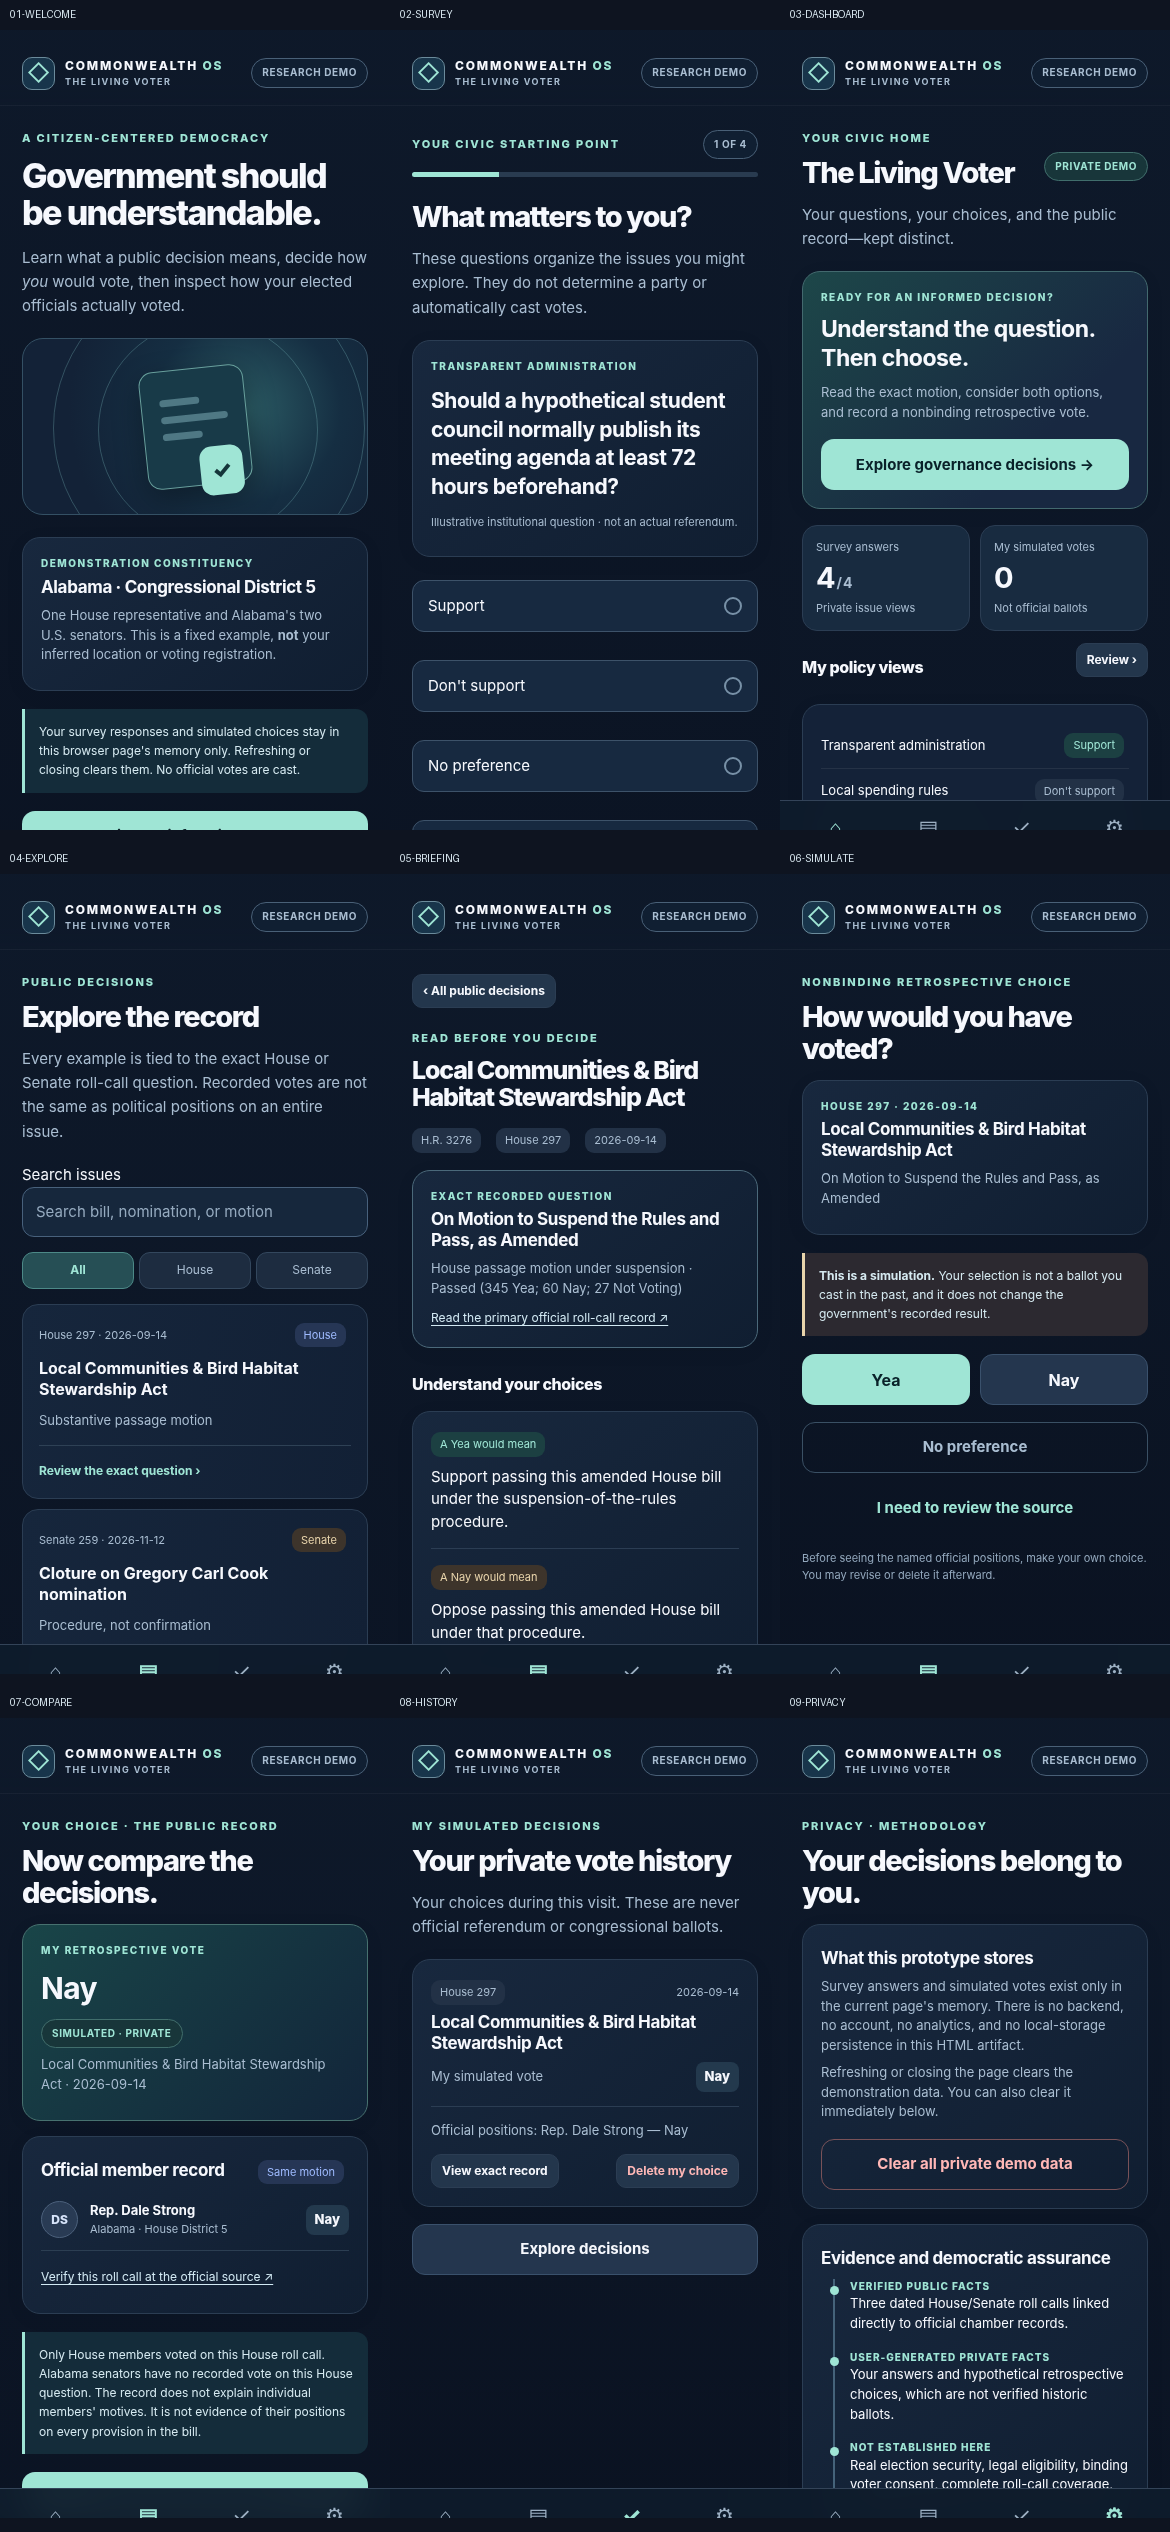 01-WELCOME
COMMONWEALTH OS
THE LIVING VOTER
RESEARCH DEMO
A CITIZEN-CENTERED DEMOCRACY
Government should
be understandable.
Learn what a public decision means, decide how
you would vote, then inspect how your elected
officials actually voted.
DEMONSTRATION CONSTITUENCY
Alabama · Congressional District 5
One House representative and Alabama's two
U.S. senators. This is a fixed example, not your
inferred location or voting registration.
Your survey responses and simulated choices stay in
this browser page's memory only. Refreshing or
closing clears them. No official votes are cast.
02-SURVEY
COMMONWEALTH OS
THE LIVING VOTER
RESEARCH DEMO
YOUR CIVIC STARTING POINT
1 OF 4
What matters to you?
These questions organize the issues you might
explore. They do not determine a party or
automatically cast votes.
TRANSPARENT ADMINISTRATION
Should a hypothetical student
council normally publish its
meeting agenda at least 72
hours beforehand?
Illustrative institutional question · not an actual referendum.
Support
Don't support
No preference
03-DASHBOARD
COMMONWEALTH OS
THE LIVING VOTER
RESEARCH DEMO
YOUR CIVIC HOME
The Living Voter
PRIVATE DEMO
Your questions, your choices, and the public
record—kept distinct.
READY FOR AN INFORMED DECISION?
Understand the question.
Then choose.
Read the exact motion, consider both options,
and record a nonbinding retrospective vote.
Explore governance decisions →
Survey answers
4/4
Private issue views
My simulated votes
0
Not official ballots
My policy views
Review ›
Transparent administration
Support
Local spending rules
Don't support
04-EXPLORE
COMMONWEALTH OS
THE LIVING VOTER
RESEARCH DEMO
PUBLIC DECISIONS
Explore the record
Every example is tied to the exact House or
Senate roll-call question. Recorded votes are not
the same as political positions on an entire
issue.
Search issues
Search bill, nomination, or motion
All
House
Senate
House 297 · 2026-09-14
House
Local Communities & Bird Habitat
Stewardship Act
Substantive passage motion
Review the exact question ›
Senate 259 · 2026-11-12
Senate
Cloture on Gregory Carl Cook
nomination
Procedure, not confirmation
05-BRIEFING
COMMONWEALTH OS
THE LIVING VOTER
RESEARCH DEMO
‹ All public decisions
READ BEFORE YOU DECIDE
Local Communities & Bird
Habitat Stewardship Act
H.R. 3276
House 297
2026-09-14
EXACT RECORDED QUESTION
On Motion to Suspend the Rules and
Pass, as Amended
House passage motion under suspension ·
Passed (345 Yea; 60 Nay; 27 Not Voting)
Read the primary official roll-call record ↗
Understand your choices
A Yea would mean
Support passing this amended House bill
under the suspension-of-the-rules
procedure.
A Nay would mean
Oppose passing this amended House bill
under that procedure.
06-SIMULATE
COMMONWEALTH OS
THE LIVING VOTER
RESEARCH DEMO
NONBINDING RETROSPECTIVE CHOICE
How would you have
voted?
HOUSE 297 · 2026-09-14
Local Communities & Bird Habitat
Stewardship Act
On Motion to Suspend the Rules and Pass, as
Amended
This is a simulation. Your selection is not a ballot you
cast in the past, and it does not change the
government's recorded result.
Yea
Nay
No preference
I need to review the source
Before seeing the named official positions, make your own choice.
You may revise or delete it afterward.
07-COMPARE
COMMONWEALTH OS
THE LIVING VOTER
RESEARCH DEMO
YOUR CHOICE · THE PUBLIC RECORD
Now compare the
decisions.
MY RETROSPECTIVE VOTE
Nay
SIMULATED · PRIVATE
Local Communities & Bird Habitat Stewardship
Act · 2026-09-14
Official member record
Same motion
DS
Rep. Dale Strong
Alabama · House District 5
Nay
Verify this roll call at the official source ↗
Only House members voted on this House roll call.
Alabama senators have no recorded vote on this House
question. The record does not explain individual
members' motives. It is not evidence of their positions
on every provision in the bill.
08-HISTORY
COMMONWEALTH OS
THE LIVING VOTER
RESEARCH DEMO
MY SIMULATED DECISIONS
Your private vote history
Your choices during this visit. These are never
official referendum or congressional ballots.
House 297
2026-09-14
Local Communities & Bird Habitat
Stewardship Act
My simulated vote
Nay
Official positions: Rep. Dale Strong — Nay
View exact record
Delete my choice
Explore decisions
09-PRIVACY
COMMONWEALTH OS
THE LIVING VOTER
RESEARCH DEMO
PRIVACY · METHODOLOGY
Your decisions belong to
you.
What this prototype stores
Survey answers and simulated votes exist only in
the current page's memory. There is no backend,
no account, no analytics, and no local-storage
persistence in this HTML artifact.
Refreshing or closing the page clears the
demonstration data. You can also clear it
immediately below.
Clear all private demo data
Evidence and democratic assurance
VERIFIED PUBLIC FACTS
Three dated House/Senate roll calls linked
directly to official chamber records.
USER-GENERATED PRIVATE FACTS
Your answers and hypothetical retrospective
choices, which are not verified historic
ballots.
NOT ESTABLISHED HERE
Real election security, legal eligibility, binding
voter consent, complete roll-call coverage,